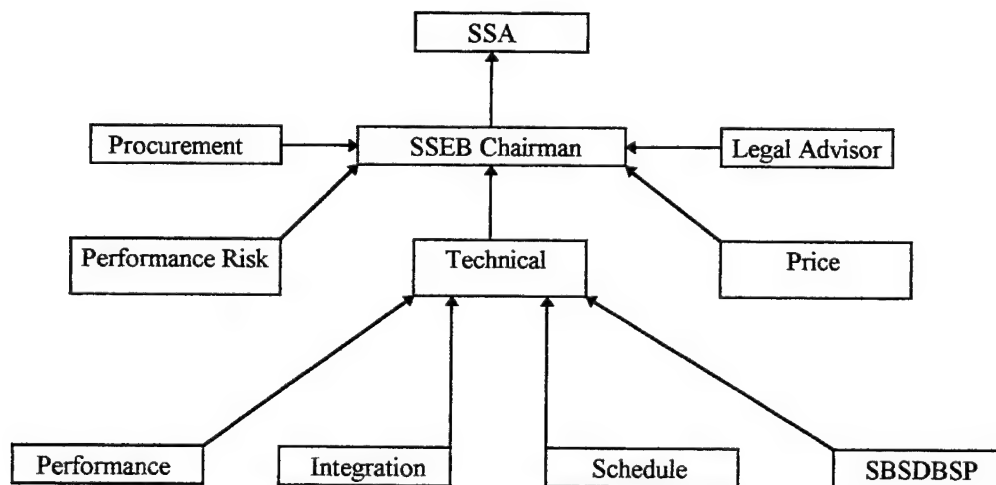 SSA
Procurement
SSEB Chairman
Legal Advisor
Performance Risk
Technical
Price
Performance
Integration
Schedule
SBSDBSP